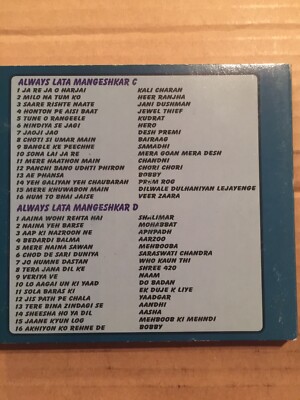 ALWAYS LATA MANGESHKAR C
1 JA RE JA O HARJAI KALI CHARAN
2 MILO NA TUM KO HEER RANJHA
3 SAARE RISHTE NAATE JANI DUSHMAN
4 HONTON PE AISI BAAT JEWEL THIEF
5 TUNE O RANGEELE KUDRAT
6 NINDIYA SE JAGI HERO
7 JAOJI JAO DESH PREMI
8 CHOTI SI UMAR MAIN BAIRAAG
9 BANGLE KE PEECHHE SAMADHI
10 SONA LAI JA RE MERA GOAN MERA DESH
11 MERE HAATHON MAIN CHANDNI
12 PANCHI BANO UDHTI PHIRON CHORI CHORI
13 AE PHANSA BOBBY
14 YEH GALIYAN YEH CHAUBARAH PREM ROG
15 MERE KHUWABON MAIN DILWALE DULHANIYAN LEJAYENGE
16 HUM TO BHAI JAISE VEER ZAARA
ALWAYS LATA MANGESHKAR D
1 AAINA WOHI REHTA HAI SHALIMAR
2 NAINA YEH BARSE MOHABBAT
3 AAP KI NAZROON NE ANPADH
4 BEDARDI BALMA AARZOO
5 MERE NAINA SAWAN MEHBOOBA
6 CHOD DE SARI DUNIYA SARASWATI CHANDRA
7 JO HUMNE DASTAN WHO KAUN THI
8 TERA JANA DIL KE SHREE 420
9 VERIYA VE NAAM
10 LO AAGAI UN KI YAAD DO BADAN
11 SOLA BARAS KI EK DUJE K LIYE
12 JIS PATH PE CHALA YAADGAR
13 TERE BINA ZINDAGI SE AANDHI
14 SHEESHA HO YA DIL AASHA
15 JAANE KYUN LOG MEHBOOB KI MEHNDI
16 AKHIYON KO REHNE DE BOBBY